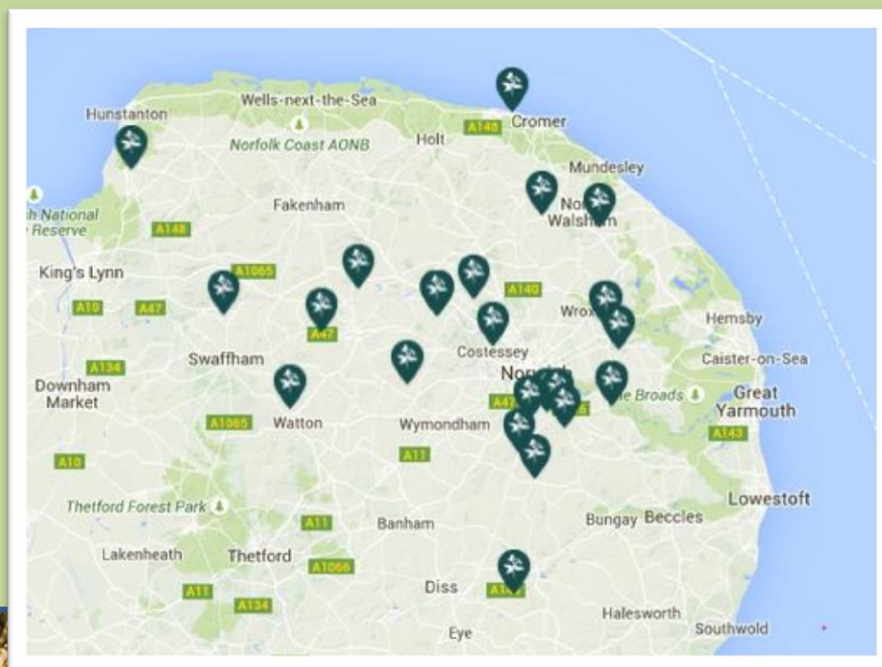 Wells-next-the-Sea
Hunstanton
A148
Cromer
Norfolk Coast AONB
Holt
Mundesley
Fakenham
Walsham
National
Reserve
A148
King's Lynn
A1065
A140
A10
A47
Hemsby
A47
Costessey
Swaffham
Caister-on-Sea
A134
Downham
Market
Norwich
A47
Broads
Great
Yarmouth
A1065
Watton
Wymondham
A143
A11
A10
Lowestoft
Thetford Forest Park
A11
Banham
Bungay
Beccles
Lakenheath
Thetford
A1066
Diss
A11
A134
Halesworth
Eye
Southwold